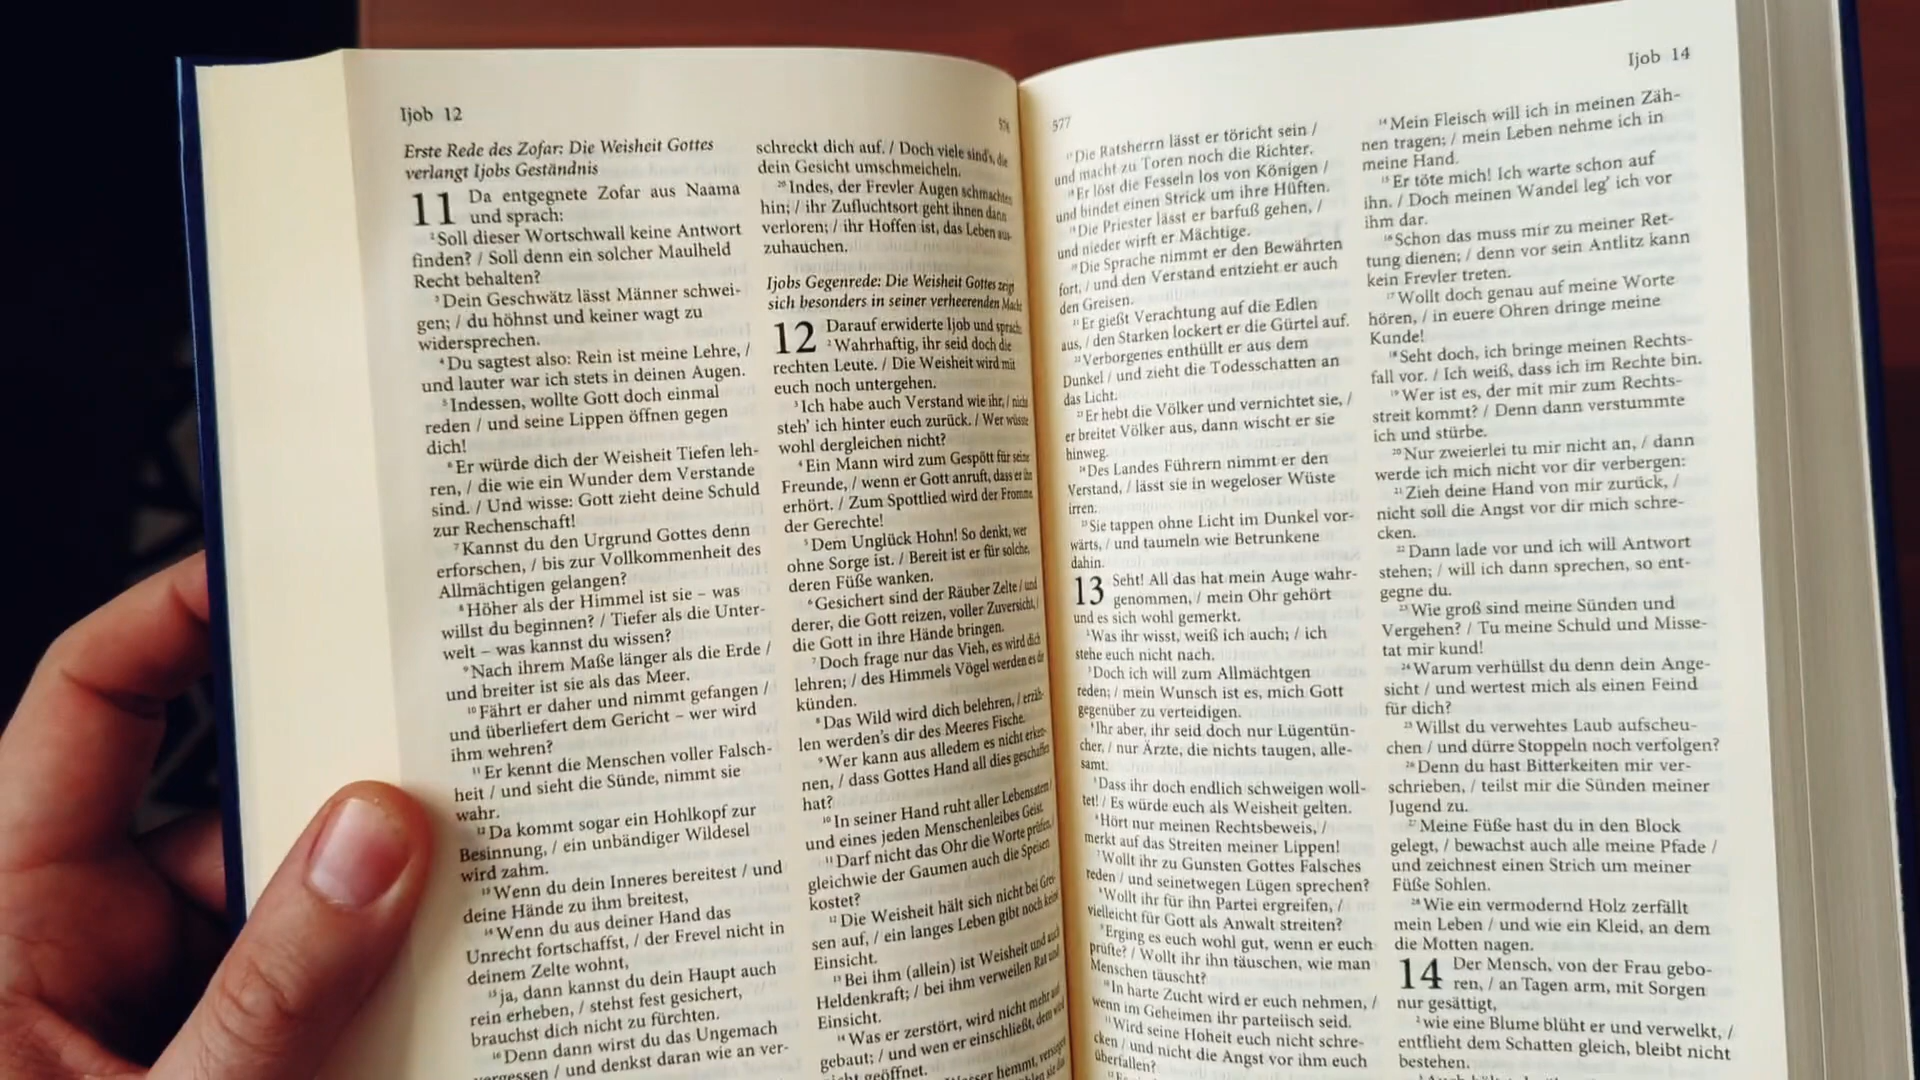 Ijob 12
576
Erste Rede des Zofar: Die Weisheit Gottes
verlangt Ijobs Geständnis
11 Da entgegnete Zofar aus Naama
und sprach:
²Soll dieser Wortschwall keine Antwort
finden? / Soll denn ein solcher Maulheld
Recht behalten?
³Dein Geschwätz lässt Männer schwei-
gen; / du höhnst und keiner wagt zu
widersprechen.
⁴Du sagtest also: Rein ist meine Lehre, /
und lauter war ich stets in deinen Augen.
⁵Indessen, wollte Gott doch einmal
reden / und seine Lippen öffnen gegen
dich!
⁶Er würde dich der Weisheit Tiefen leh-
ren, / die wie ein Wunder dem Verstande
sind. / Und wisse: Gott zieht deine Schuld
zur Rechenschaft!
⁷Kannst du den Urgrund Gottes denn
erforschen, / bis zur Vollkommenheit des
Allmächtigen gelangen?
⁸Höher als der Himmel ist sie – was
willst du beginnen? / Tiefer als die Unter-
welt – was kannst du wissen?
⁹Nach ihrem Maße länger als die Erde /
und breiter ist sie als das Meer.
¹⁰Fährt er daher und nimmt gefangen /
und überliefert dem Gericht – wer wird
ihm wehren?
¹¹Er kennt die Menschen voller Falsch-
heit / und sieht die Sünde, nimmt sie
wahr.
¹²Da kommt sogar ein Hohlkopf zur
Besinnung, / ein unbändiger Wildesel
wird zahm.
¹³Wenn du dein Inneres bereitest / und
deine Hände zu ihm breitest,
¹⁴Wenn du aus deiner Hand das
Unrecht fortschaffst, / der Frevel nicht in
deinem Zelte wohnt,
¹⁵ja, dann kannst du dein Haupt auch
rein erheben, / stehst fest gesichert,
brauchst dich nicht zu fürchten.
¹⁶Denn dann wirst du das Ungemach
vergessen / und denkst daran wie an ver-
schreckt dich auf. / Doch viele sind's, die
dein Gesicht umschmeicheln.
²⁰Indes, der Frevler Augen schmachten
hin; / ihr Zufluchtsort geht ihnen dann
verloren; / ihr Hoffen ist, das Leben aus-
zuhauchen.
Ijobs Gegenrede: Die Weisheit Gottes zeigt
sich besonders in seiner verheerenden Macht
12 Darauf erwiderte Ijob und sprach:
²Wahrhaftig, ihr seid doch die
rechten Leute. / Die Weisheit wird mit
euch noch untergehen.
³Ich habe auch Verstand wie ihr, / nicht
steh' ich hinter euch zurück. / Wer wüsste
wohl dergleichen nicht?
⁴Ein Mann wird zum Gespött für seine
Freunde, / wenn er Gott anruft, dass er ihn
erhört. / Zum Spottlied wird der Fromme,
der Gerechte!
⁵Dem Unglück Hohn! So denkt, wer
ohne Sorge ist. / Bereit ist er für solche,
deren Füße wanken.
⁶Gesichert sind der Räuber Zelte / und
derer, die Gott reizen, voller Zuversicht, /
die Gott in ihre Hände bringen.
⁷Doch frage nur das Vieh, es wird dich
lehren; / des Himmels Vögel werden es dir
künden.
⁸Das Wild wird dich belehren, / erzäh-
len werden's dir des Meeres Fische.
⁹Wer kann aus alledem es nicht erken-
nen, / dass Gottes Hand all dies geschaffen
hat?
¹⁰In seiner Hand ruht aller Lebensatem /
und eines jeden Menschenleibes Geist.
¹¹Darf nicht das Ohr die Worte prüfen, /
gleichwie der Gaumen auch die Speisen
kostet?
¹²Die Weisheit hält sich nicht bei Grei-
sen auf, / ein langes Leben gibt noch keine
Einsicht.
¹³Bei ihm (allein) ist Weisheit und auch
Heldenkraft; / bei ihm verweilen Rat und
Einsicht.
¹⁴Was er zerstört, wird nicht mehr auf-
gebaut; / und wen er einschließt, dem wird
nicht geöffnet.
hemmt,
577
Ijob 14
¹⁷Die Ratsherrn lässt er töricht sein /
und macht zu Toren noch die Richter.
¹⁸Er löst die Fesseln los von Königen /
und bindet einen Strick um ihre Hüften.
¹⁹Die Priester lässt er barfuß gehen, /
und nieder wirft er Mächtige.
²⁰Die Sprache nimmt er den Bewährten
fort, / und den Verstand entzieht er auch
den Greisen.
²¹Er gießt Verachtung auf die Edlen
aus, / den Starken lockert er die Gürtel auf.
²²Verborgenes enthüllt er aus dem
Dunkel / und zieht die Todesschatten an
das Licht.
²³Er hebt die Völker und vernichtet sie, /
er breitet Völker aus, dann wischt er sie
hinweg.
²⁴Des Landes Führern nimmt er den
Verstand, / lässt sie in wegeloser Wüste
irren.
²⁵Sie tappen ohne Licht im Dunkel vor-
wärts, / und taumeln wie Betrunkene
dahin.
13 Seht! All das hat mein Auge wahr-
genommen, / mein Ohr gehört
und es sich wohl gemerkt.
²Was ihr wisst, weiß ich auch; / ich
stehe euch nicht nach.
³Doch ich will zum Allmächtgen
reden; / mein Wunsch ist es, mich Gott
gegenüber zu verteidigen.
⁴Ihr aber, ihr seid doch nur Lügentün-
cher, / nur Ärzte, die nichts taugen, alle-
samt.
⁵Dass ihr doch endlich schweigen woll-
tet! / Es würde euch als Weisheit gelten.
⁶Hört nur meinen Rechtsbeweis, /
merkt auf das Streiten meiner Lippen!
⁷Wollt ihr zu Gunsten Gottes Falsches
reden / und seinetwegen Lügen sprechen?
⁸Wollt ihr für ihn Partei ergreifen, /
vielleicht für Gott als Anwalt streiten?
⁹Erging es euch wohl gut, wenn er euch
prüfte? / Wollt ihr ihn täuschen, wie man
Menschen täuscht?
¹⁰In harte Zucht wird er euch nehmen, /
wenn im Geheimen ihr parteiisch seid.
¹¹Wird seine Hoheit euch nicht schre-
cken / und nicht die Angst vor ihm euch
überfallen?
¹⁴Mein Fleisch will ich in meinen Zäh-
nen tragen; / mein Leben nehme ich in
meine Hand.
¹⁵Er töte mich! Ich warte schon auf
ihn. / Doch meinen Wandel leg' ich vor
ihm dar.
¹⁶Schon das muss mir zu meiner Ret-
tung dienen; / denn vor sein Antlitz kann
kein Frevler treten.
¹⁷Wollt doch genau auf meine Worte
hören, / in euere Ohren dringe meine
Kunde!
¹⁸Seht doch, ich bringe meinen Rechts-
fall vor. / Ich weiß, dass ich im Rechte bin.
¹⁹Wer ist es, der mit mir zum Rechts-
streit kommt? / Denn dann verstummte
ich und stürbe.
²⁰Nur zweierlei tu mir nicht an, / dann
werde ich mich nicht vor dir verbergen:
²¹Zieh deine Hand von mir zurück, /
nicht soll die Angst vor dir mich schre-
cken.
²²Dann lade vor und ich will Antwort
stehen; / will ich dann sprechen, so ent-
gegne du.
²³Wie groß sind meine Sünden und
Vergehen? / Tu meine Schuld und Misse-
tat mir kund!
²⁴Warum verhüllst du denn dein Ange-
sicht / und wertest mich als einen Feind
für dich?
²⁵Willst du verwehtes Laub aufscheu-
chen / und dürre Stoppeln noch verfolgen?
²⁶Denn du hast Bitterkeiten mir ver-
schrieben, / teilst mir die Sünden meiner
Jugend zu.
²⁷Meine Füße hast du in den Block
gelegt, / bewachst auch alle meine Pfade /
und zeichnest einen Strich um meiner
Füße Sohlen.
²⁸Wie ein vermodernd Holz zerfällt
mein Leben / und wie ein Kleid, an dem
die Motten nagen.
14 Der Mensch, von der Frau gebo-
ren, / an Tagen arm, mit Sorgen
nur gesättigt,
²wie eine Blume blüht er und verwelkt, /
entflieht dem Schatten gleich, bleibt nicht
bestehen.